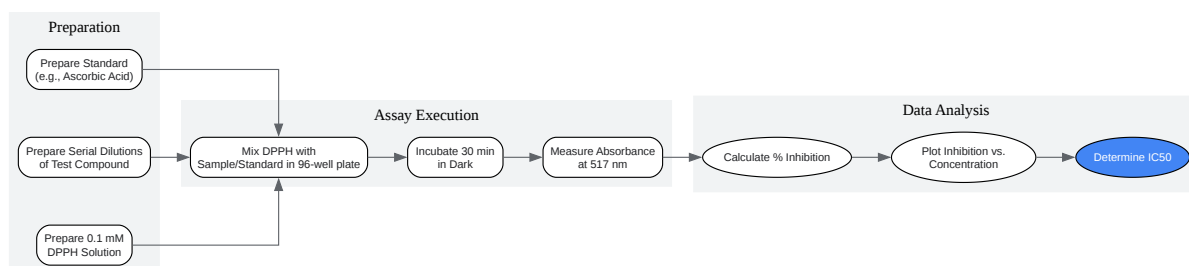 Preparation
Prepare Standard
(e.g., Ascorbic Acid)
Prepare Serial Dilutions
of Test Compound
Prepare 0.1 mM
DPPH Solution
Assay Execution
Mix DPPH with
Sample/Standard in 96-well plate
Incubate 30 min
in Dark
Measure Absorbance
at 517 nm
Data Analysis
Calculate % Inhibition
Plot Inhibition vs.
Concentration
Determine IC50